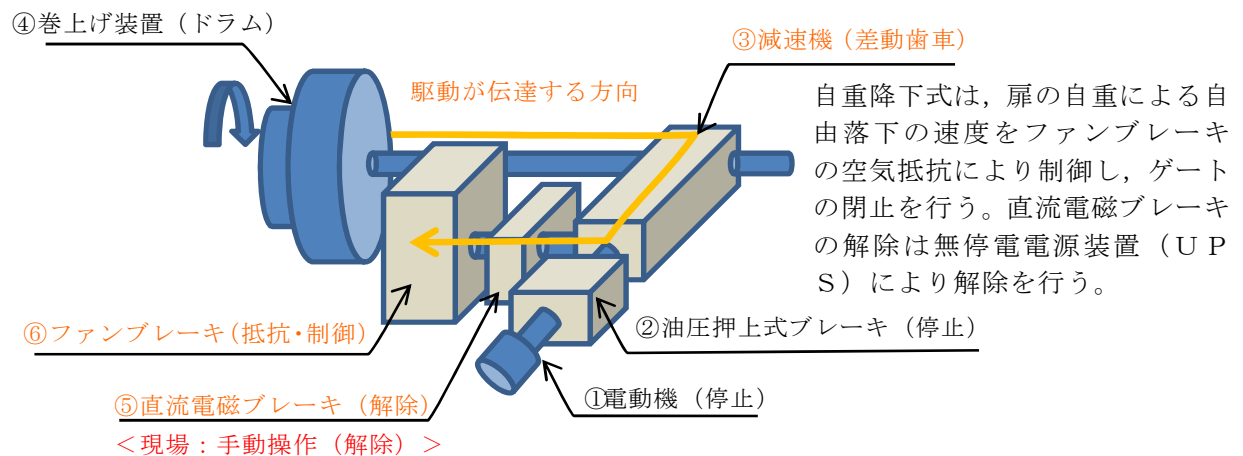 ④巻上げ装置（ドラム）
③減速機（差動歯車）
駆動が伝達する方向
自重降下式は，扉の自重による自
由落下の速度をファンブレーキ
の空気抵抗により制御し，ゲート
の閉止を行う。直流電磁ブレーキ
の解除は無停電電源装置（ＵＰ
Ｓ）により解除を行う。
⑥ファンブレーキ（抵抗・制御）
②油圧押上式ブレーキ（停止）
⑤直流電磁ブレーキ（解除）
①電動機（停止）
＜現場：手動操作（解除）＞